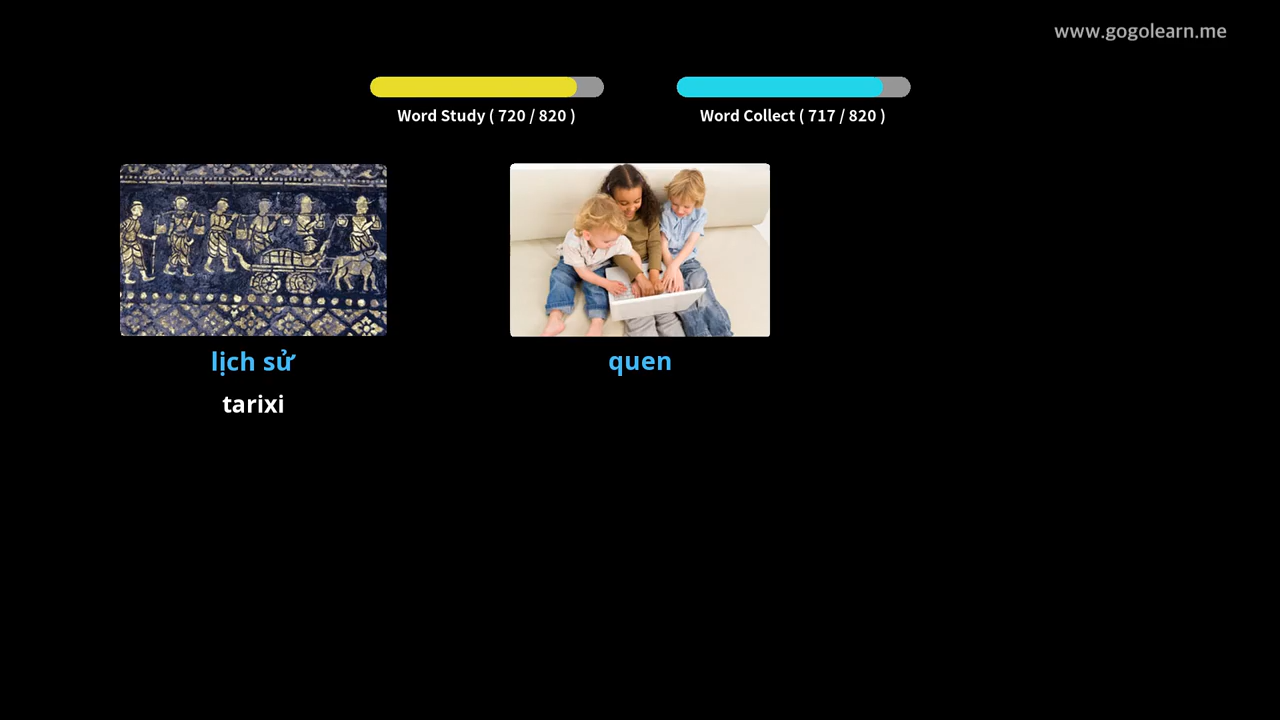 www.gogolearn.me
Word Study ( 720 / 820 )
Word Collect ( 717 / 820 )
lịch sử
quen
tarixi